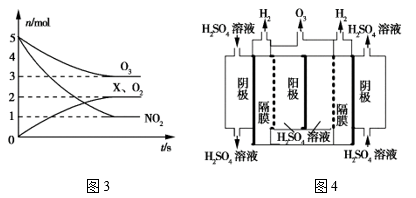 n/mol
5
4
3
2
1
0
O₃
X、O₂
NO₂
t/s
图3
H₂ O₃ H₂
H₂SO₄ 溶液 H₂SO₄ 溶液
阴极 隔膜 阳极 隔膜 阴极
H₂SO₄ 溶液
H₂SO₄ 溶液 H₂SO₄ 溶液
图4